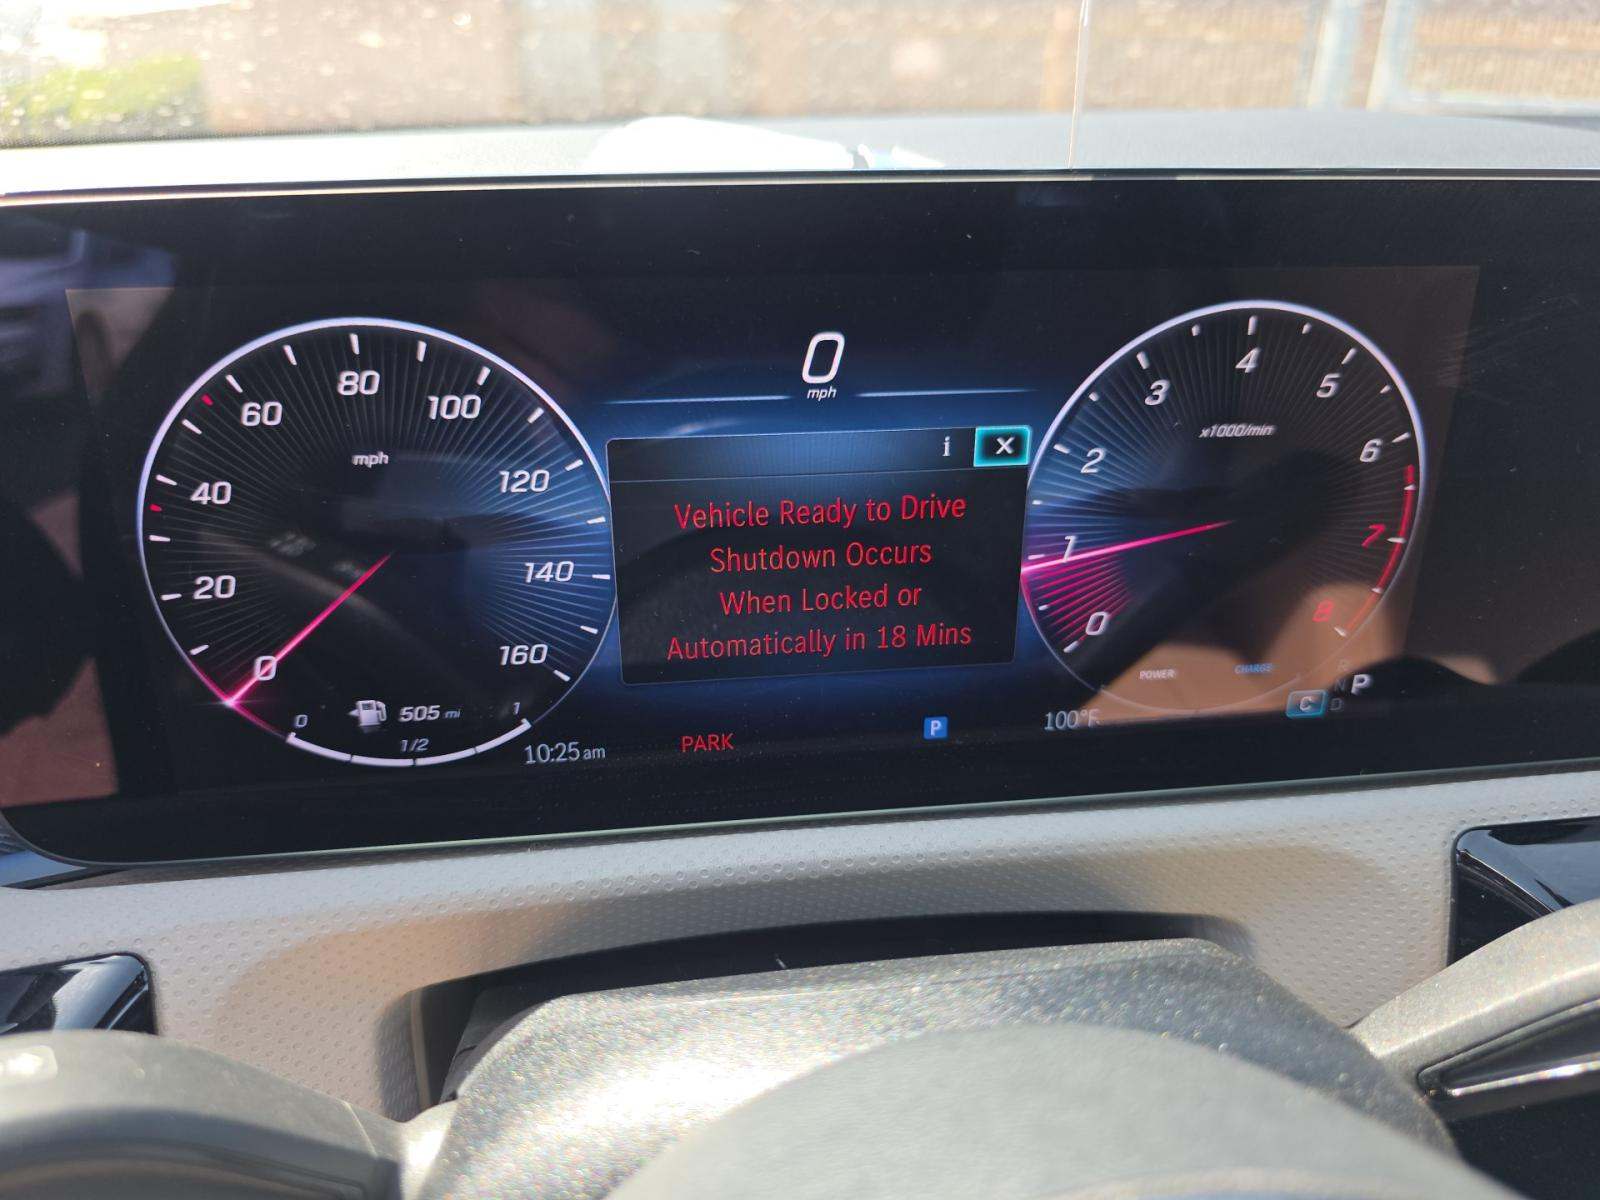 0
mph
i X
Vehicle Ready to Drive
Shutdown Occurs
When Locked or
Automatically in 18 Mins
0
20
40
60
80
100
120
140
160
mph
0 1/2 1
505 mi
10:25am
PARK
P
100°F
0
1
2
3
4
5
6
7
8
x1000/min
POWER CHARGE
C
R
N
D
P